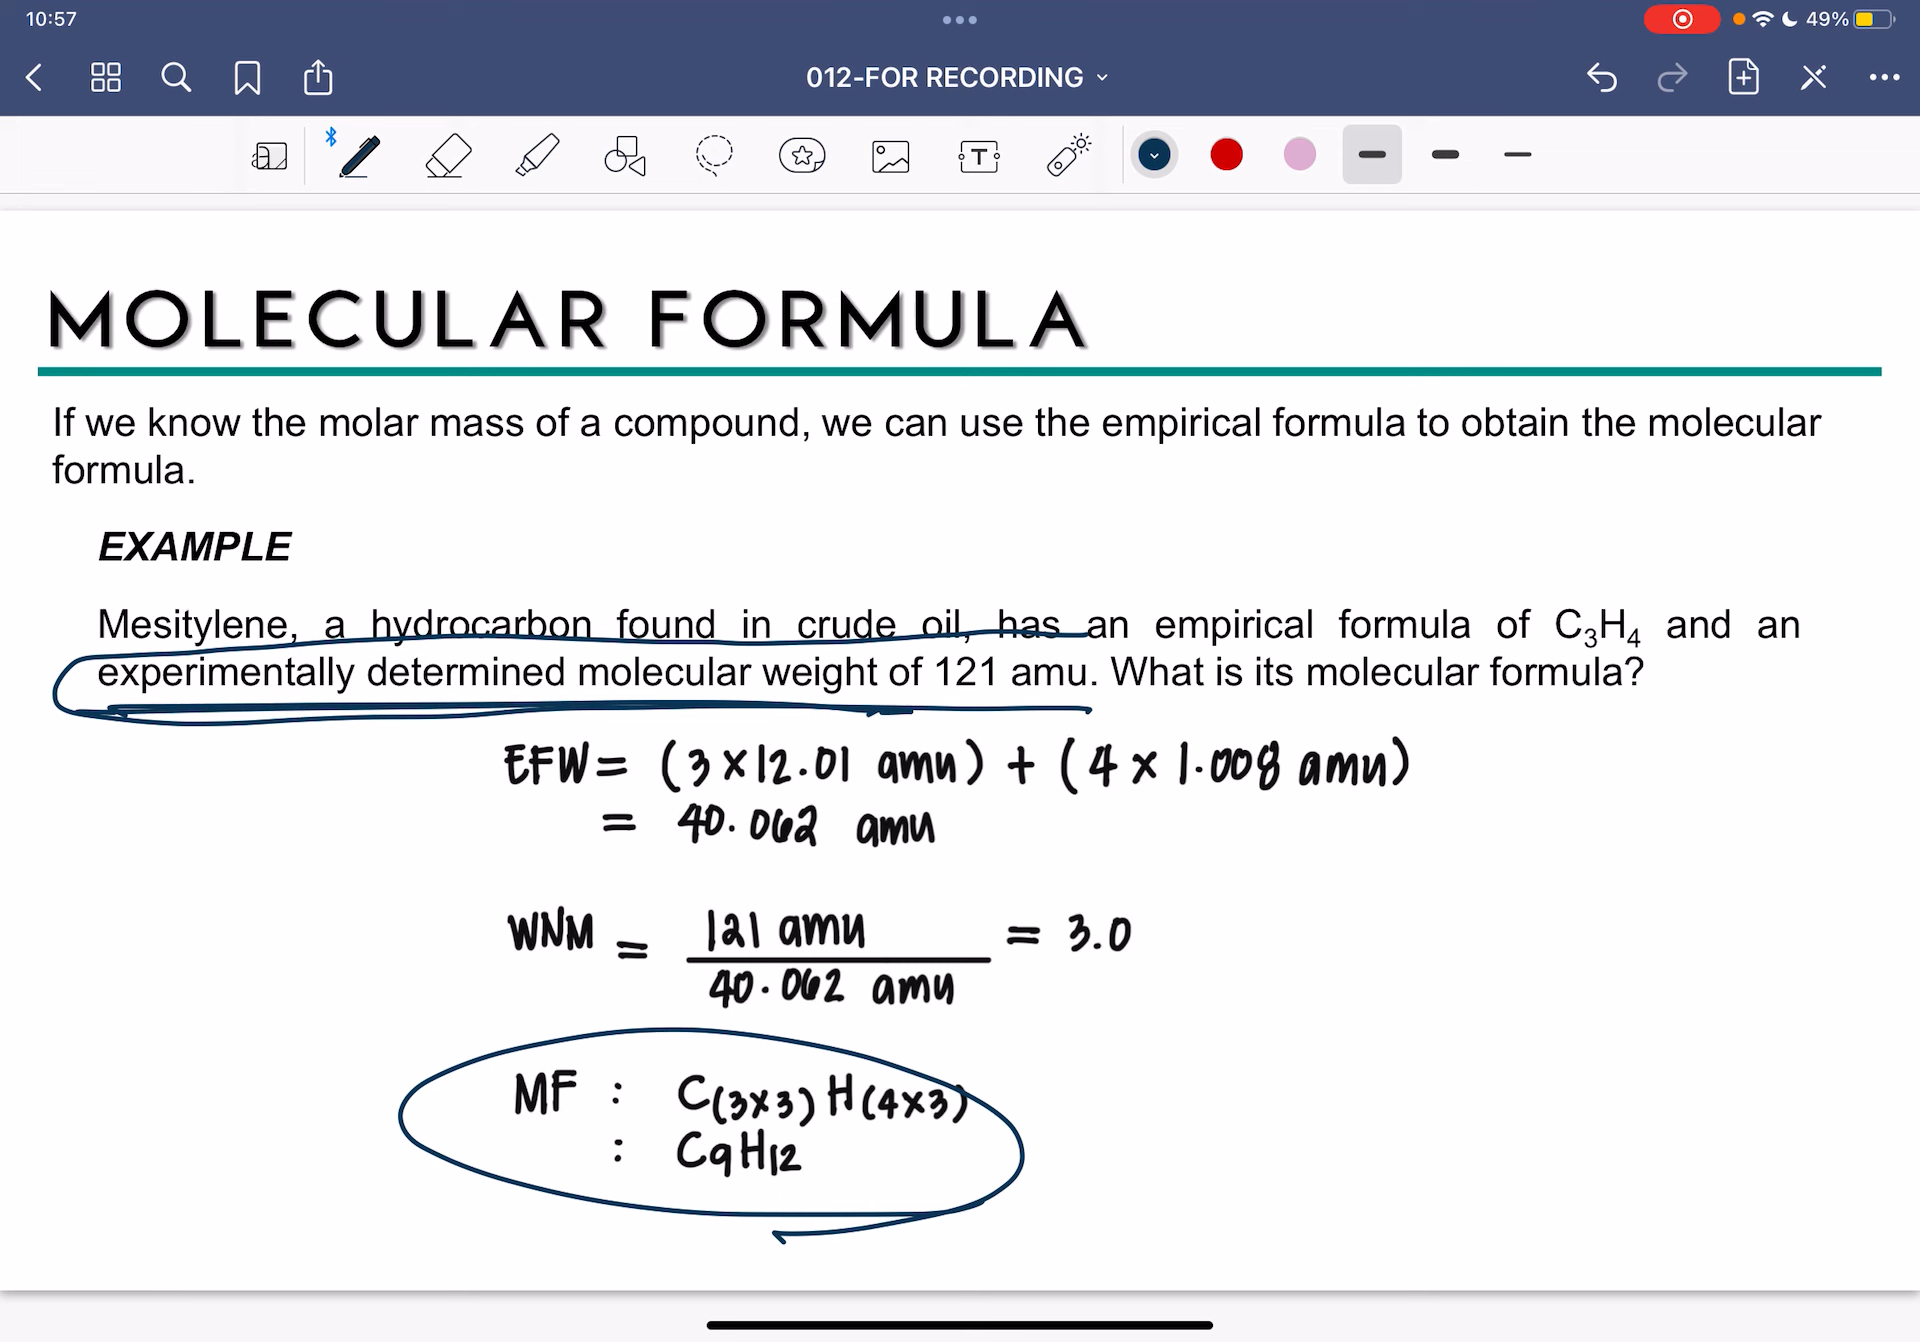 10:57
49%
012-FOR RECORDING
T
MOLECULAR FORMULA
If we know the molar mass of a compound, we can use the empirical formula to obtain the molecular
formula.
EXAMPLE
Mesitylene, a hydrocarbon found in crude oil, has an empirical formula of C₃H₄ and an
experimentally determined molecular weight of 121 amu. What is its molecular formula?
EFW = (3 × 12.01 amu) + (4 × 1.008 amu)
= 40.062 amu
WNM = 121 amu / 40.062 amu = 3.0
MF : C(3×3) H(4×3)
: C₉H₁₂